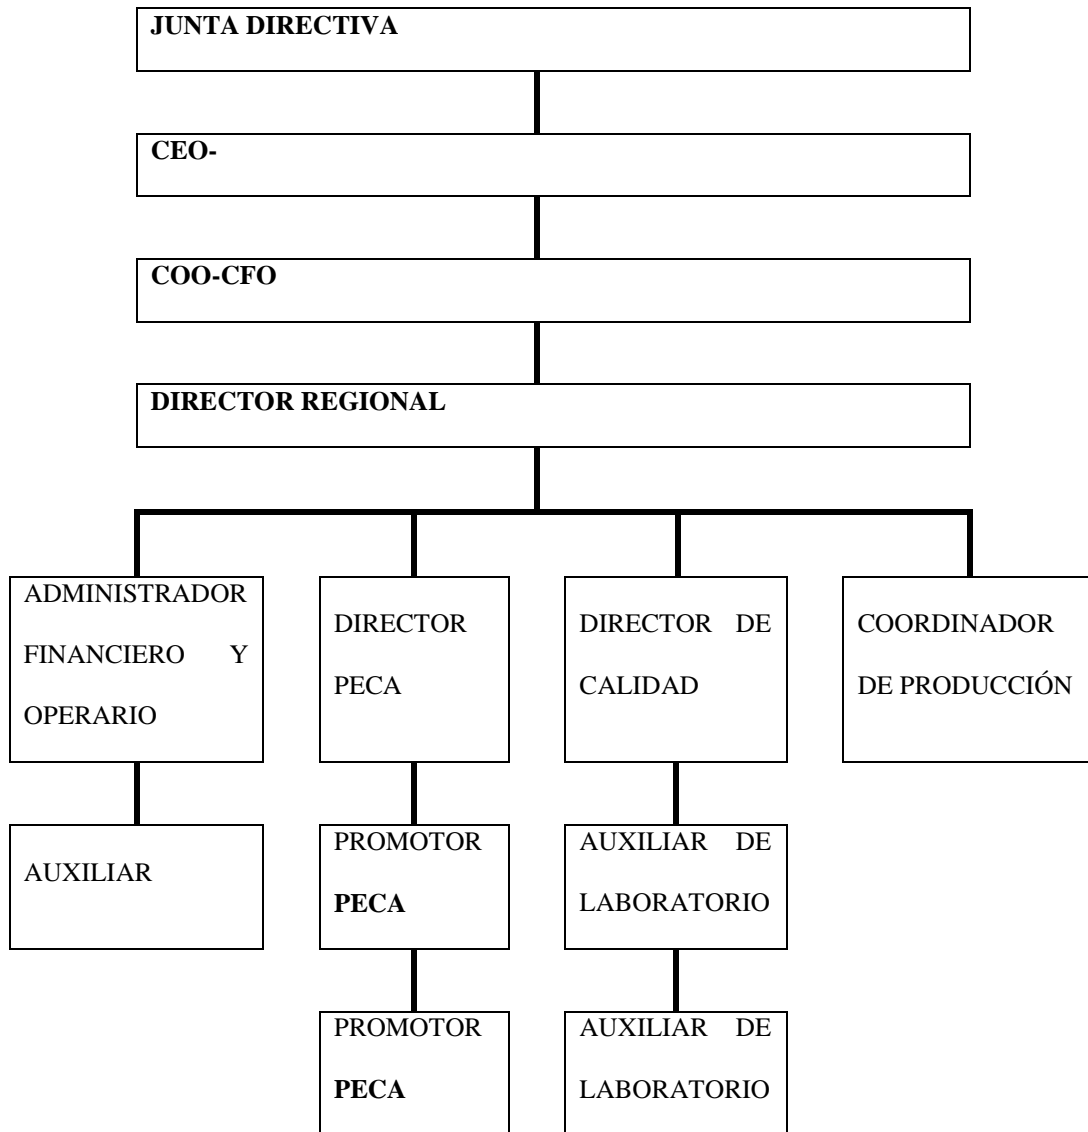 JUNTA DIRECTIVA
CEO-
COO-CFO
DIRECTOR REGIONAL
ADMINISTRADOR
FINANCIERO Y
OPERARIO
DIRECTOR
PECA
DIRECTOR DE
CALIDAD
COORDINADOR
DE PRODUCCIÓN
AUXILIAR
PROMOTOR
PECA
AUXILIAR DE
LABORATORIO
PROMOTOR
PECA
AUXILIAR DE
LABORATORIO